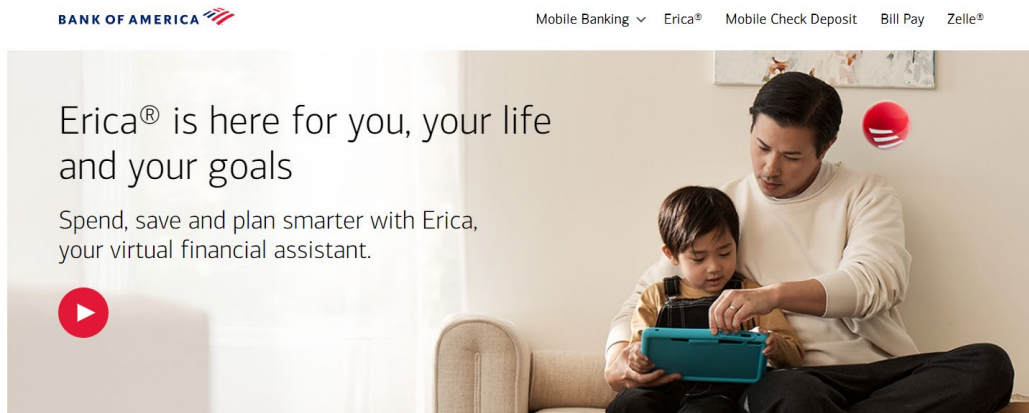 BANK OF AMERICA
Mobile Banking Erica® Mobile Check Deposit Bill Pay Zelle®
Erica® is here for you, your life
and your goals
Spend, save and plan smarter with Erica,
your virtual financial assistant.